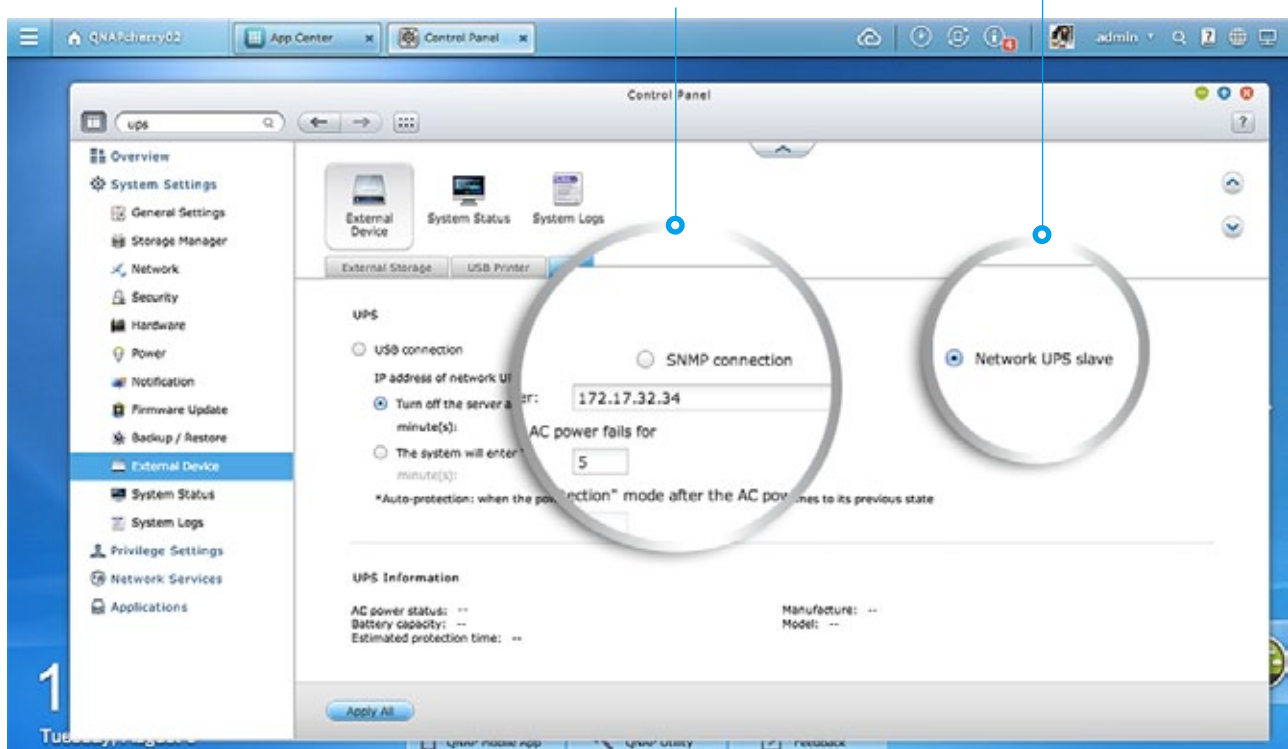 QNAPcherry02
App Center
Control Panel
4
admin
Control Panel
ups
Overview
System Settings
General Settings
Storage Manager
Network
Security
Hardware
Power
Notification
Firmware Update
Backup / Restore
External Device
System Status
System Logs
Privilege Settings
Network Services
Applications
External
Device
System Status
System Logs
External Storage
USB Printer
UPS
USB connection
SNMP connection
Network UPS slave
IP address of network
er: 172.17.32.34
Turn off the server
AC power fails for
minute(s):
5
The system will enter
ection" mode after the AC
minute(s):
*Auto-protection: when the
to its previous state
UPS Information
AC power status: --
Manufacture: --
Battery capacity: --
Model: --
Estimated protection time: --
Apply All
1
QNAP Mobile App
QNAP Utility
Feedback